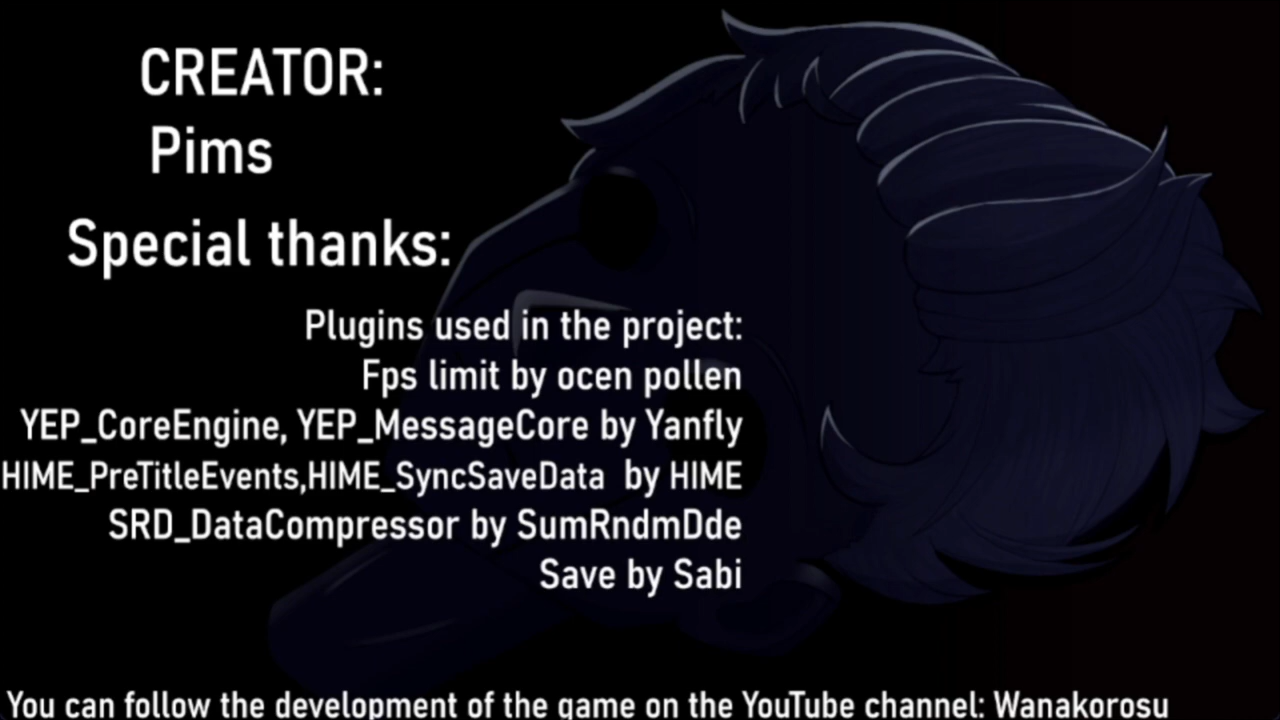 CREATOR:
Pims
Special thanks:
Plugins used in the project:
Fps limit by ocen pollen
YEP_CoreEngine, YEP_MessageCore by Yanfly
HIME_PreTitleEvents,HIME_SyncSaveData  by HIME
SRD_DataCompressor by SumRndmDde
Save by Sabi
You can follow the development of the game on the YouTube channel: Wanakorosu